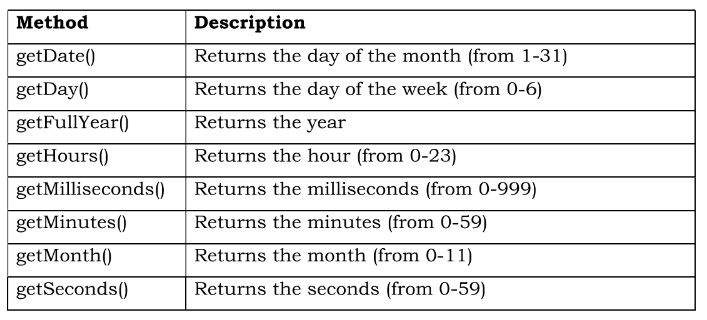 Method Description
getDate() Returns the day of the month (from 1-31)
getDay() Returns the day of the week (from 0-6)
getFullYear() Returns the year
getHours() Returns the hour (from 0-23)
getMilliseconds() Returns the milliseconds (from 0-999)
getMinutes() Returns the minutes (from 0-59)
getMonth() Returns the month (from 0-11)
getSeconds() Returns the seconds (from 0-59)